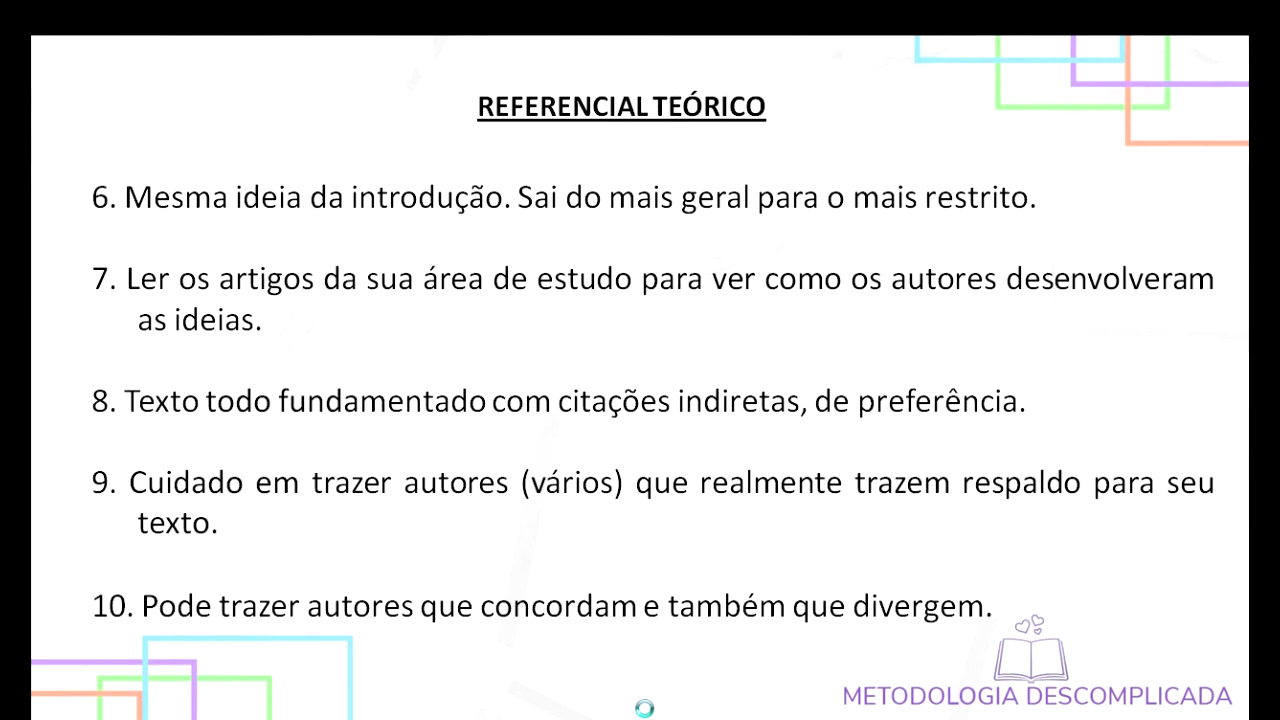 REFERENCIAL TEÓRICO
6. Mesma ideia da introdução. Sai do mais geral para o mais restrito.
7. Ler os artigos da sua área de estudo para ver como os autores desenvolveram
as ideias.
8. Texto todo fundamentado com citações indiretas, de preferência.
9. Cuidado em trazer autores (vários) que realmente trazem respaldo para seu
texto.
10. Pode trazer autores que concordam e também que divergem.
METODOLOGIA DESCOMPLICADA